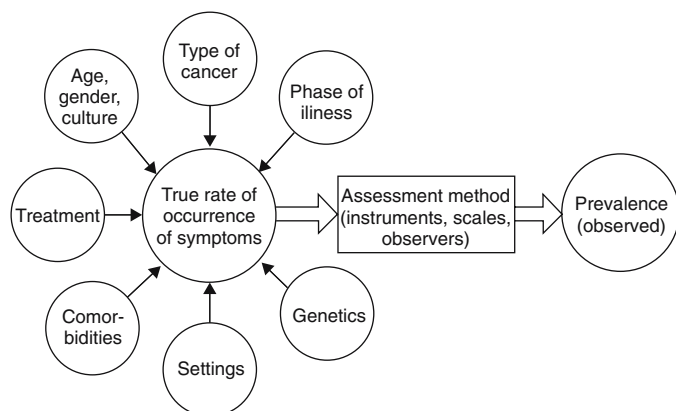 Type of
cancer
Age,
gender,
culture
Phase of
iliness
Treatment
True rate of
occurrence
of symptoms
Assessment method
(instruments, scales,
observers)
Prevalence
(observed)
Comor-
bidities
Settings
Genetics